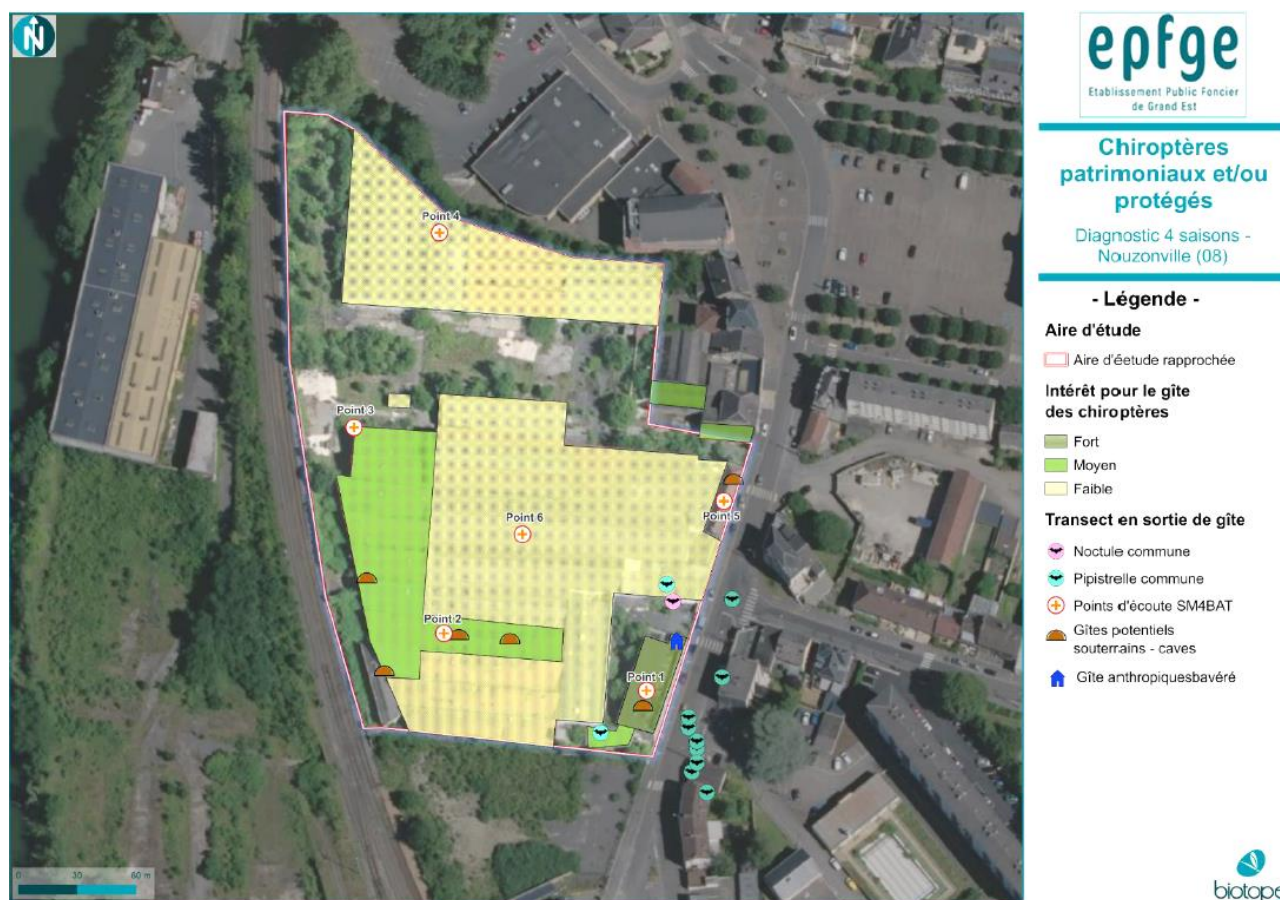 N
Point 4
Point 3
Point 6
Point 5
Point 2
Point 1
0 30 60 m
epfge
Etablissement Public Foncier
de Grand Est
Chiroptères
patrimoniaux et/ou
protégés
Diagnostic 4 saisons -
Nouzonville (08)
- Légende -
Aire d'étude
Aire d'éetude rapprochée
Intérêt pour le gîte
des chiroptères
Fort
Moyen
Faible
Transect en sortie de gîte
Noctule commune
Pipistrelle commune
Points d'écoute SM4BAT
Gîtes potentiels
souterrains - caves
Gîte anthropiquesbavéré
biotope